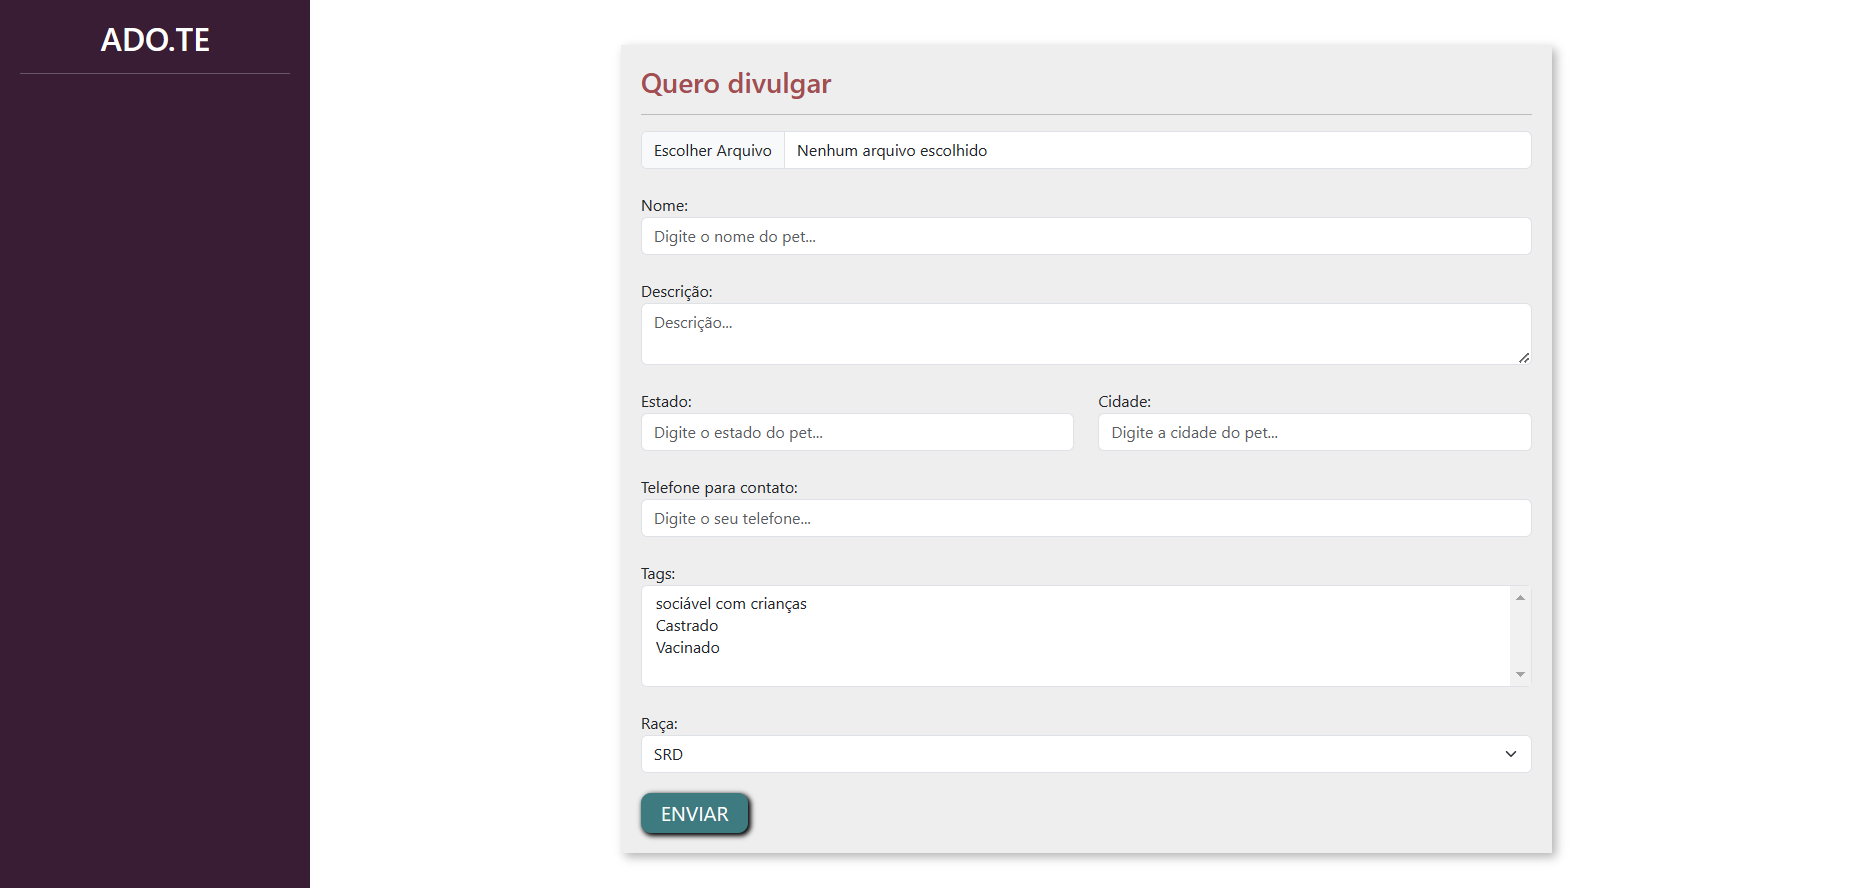 ADO.TE
Quero divulgar
Escolher Arquivo Nenhum arquivo escolhido
Nome:
Digite o nome do pet...
Descrição:
Descrição...
Estado: Cidade:
Digite o estado do pet... Digite a cidade do pet...
Telefone para contato:
Digite o seu telefone...
Tags:
sociável com crianças
Castrado
Vacinado
Raça:
SRD
ENVIAR